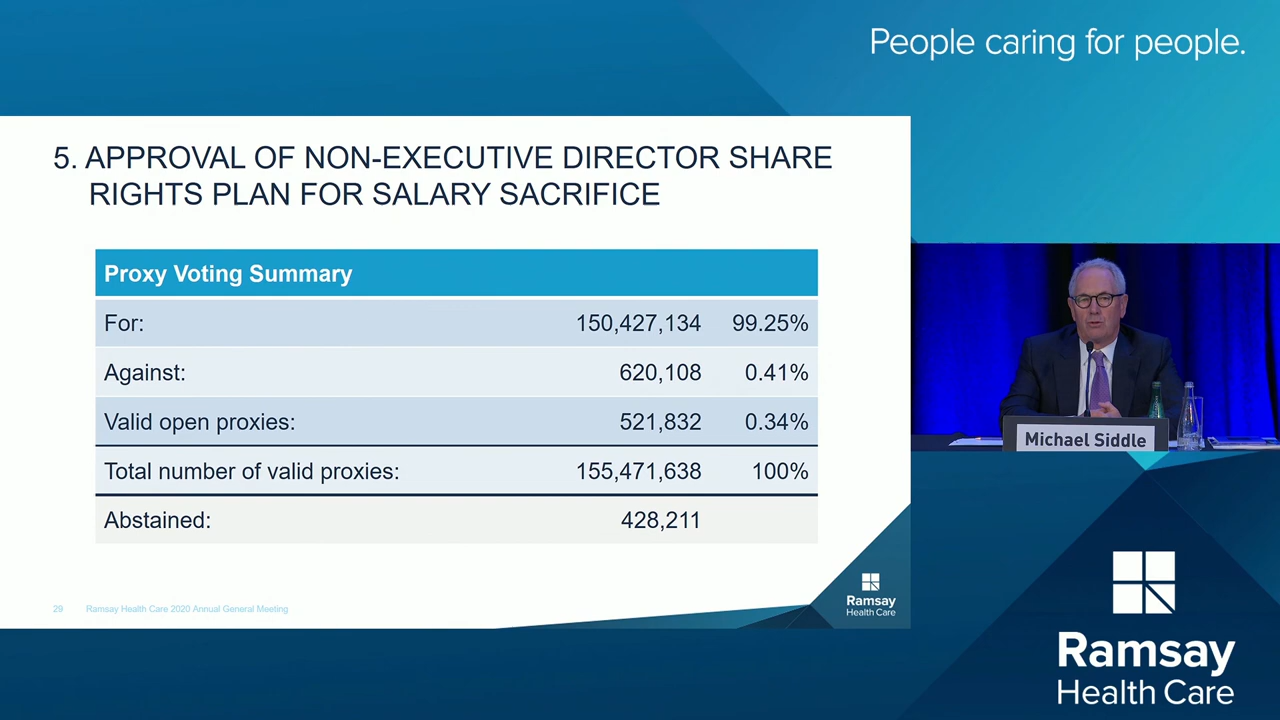 People caring for people.
5. APPROVAL OF NON-EXECUTIVE DIRECTOR SHARE
RIGHTS PLAN FOR SALARY SACRIFICE
Proxy Voting Summary
For: 150,427,134 99.25%
Against: 620,108 0.41%
Valid open proxies: 521,832 0.34%
Total number of valid proxies: 155,471,638 100%
Abstained: 428,211
29 Ramsay Health Care 2020 Annual General Meeting
Ramsay
Health Care
Michael Siddle
Ramsay
Health Care